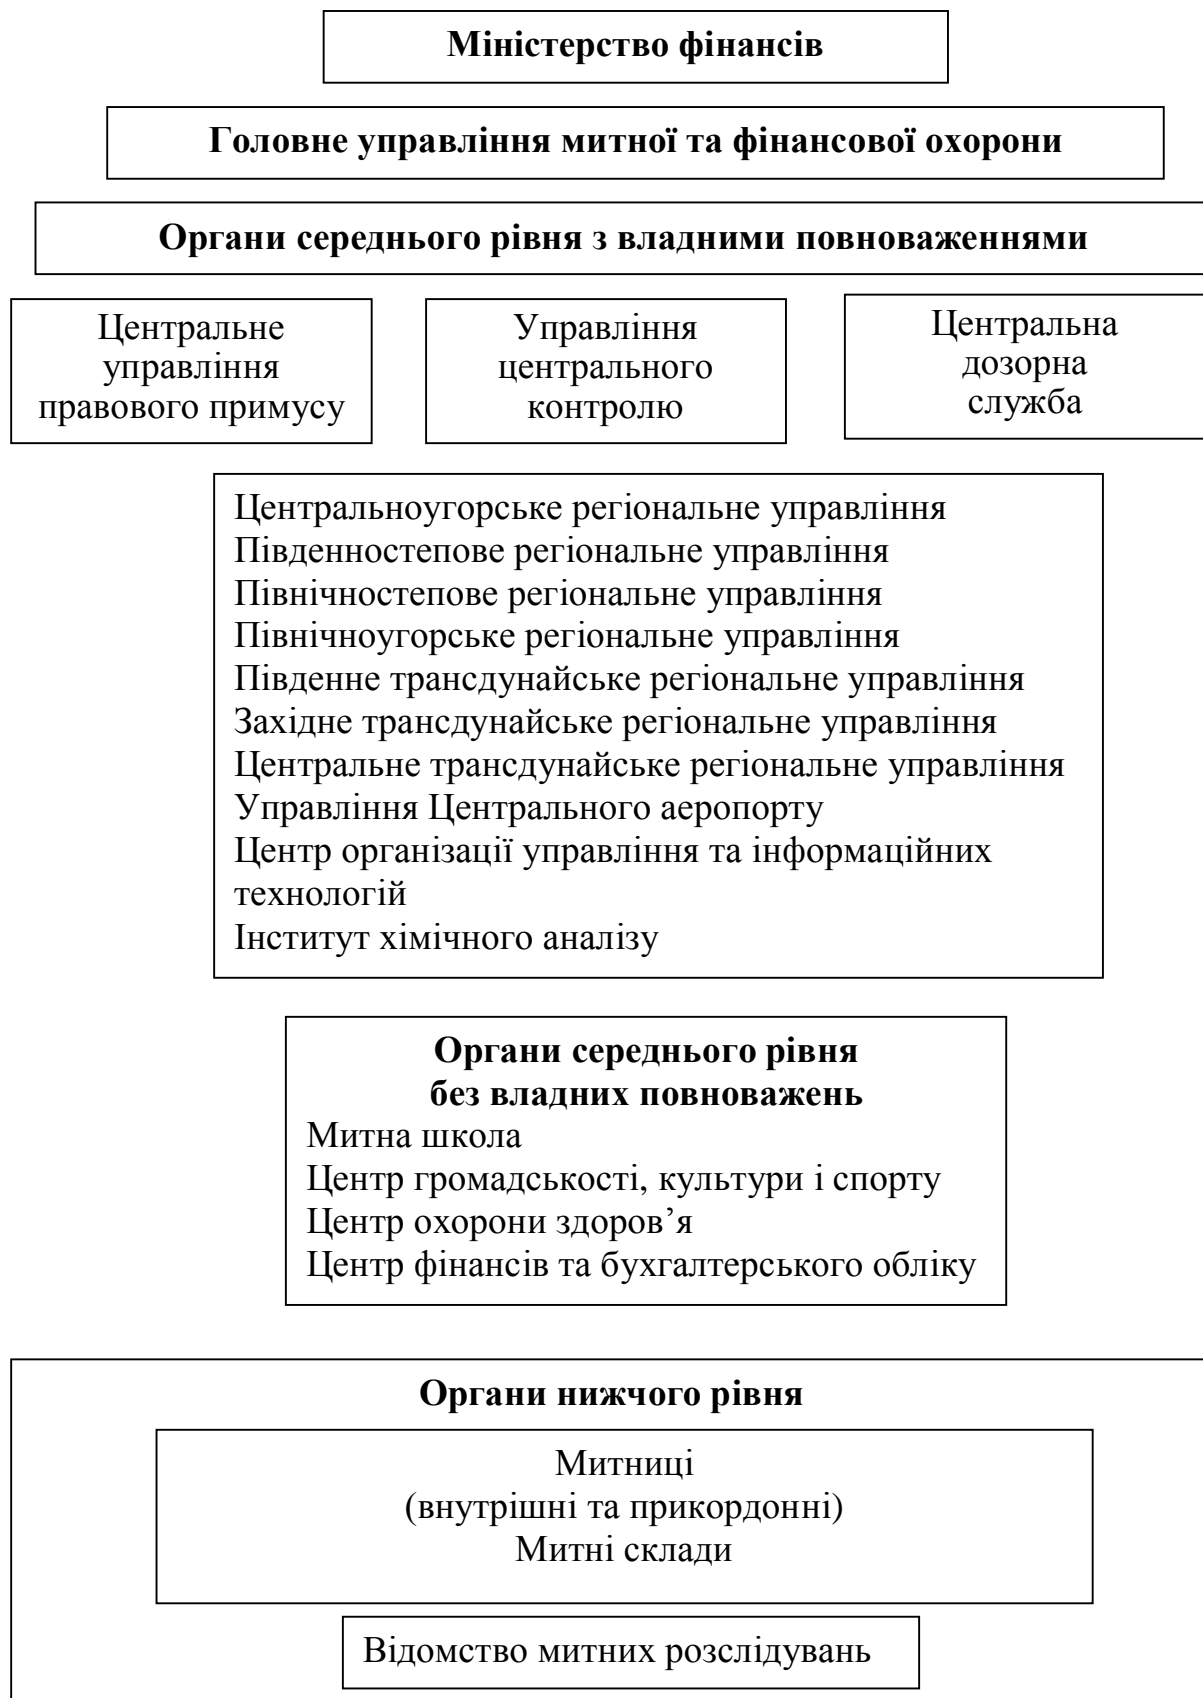 Міністерство фінансів
Головне управління митної та фінансової охорони
Органи середнього рівня з владними повноваженнями
Центральне
управління
правового примусу
Управління
центрального
контролю
Центральна
дозорна
служба
Центральноугорське регіональне управління
Південностепове регіональне управління
Північностепове регіональне управління
Північноугорське регіональне управління
Південне трансдунайське регіональне управління
Західне трансдунайське регіональне управління
Центральне трансдунайське регіональне управління
Управління Центрального аеропорту
Центр організації управління та інформаційних
технологій
Інститут хімічного аналізу
Органи середнього рівня
без владних повноважень
Митна школа
Центр громадськості, культури і спорту
Центр охорони здоров’я
Центр фінансів та бухгалтерського обліку
Органи нижчого рівня
Митниці
(внутрішні та прикордонні)
Митні склади
Відомство митних розслідувань